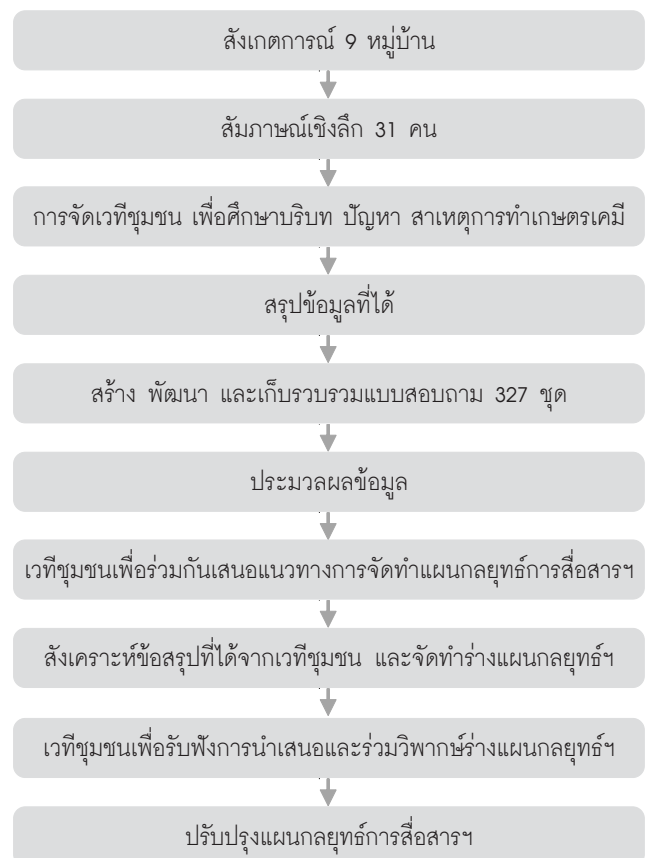 สังเกตการณ์ 9 หมู่บ้าน
สัมภาษณ์เชิงลึก 31 คน
การจัดเวทีชุมชน เพื่อศึกษาบริบท ปัญหา สาเหตุการทำเกษตรเคมี
สรุปข้อมูลที่ได้
สร้าง พัฒนา และเก็บรวบรวมแบบสอบถาม 327 ชุด
ประมวลผลข้อมูล
เวทีชุมชนเพื่อร่วมกันเสนอแนวทางการจัดทำแผนกลยุทธ์การสื่อสารฯ
สังเคราะห์ข้อสรุปที่ได้จากเวทีชุมชน และจัดทำร่างแผนกลยุทธ์ฯ
เวทีชุมชนเพื่อรับฟังการนำเสนอและร่วมวิพากษ์ร่างแผนกลยุทธ์ฯ
ปรับปรุงแผนกลยุทธ์การสื่อสารฯ